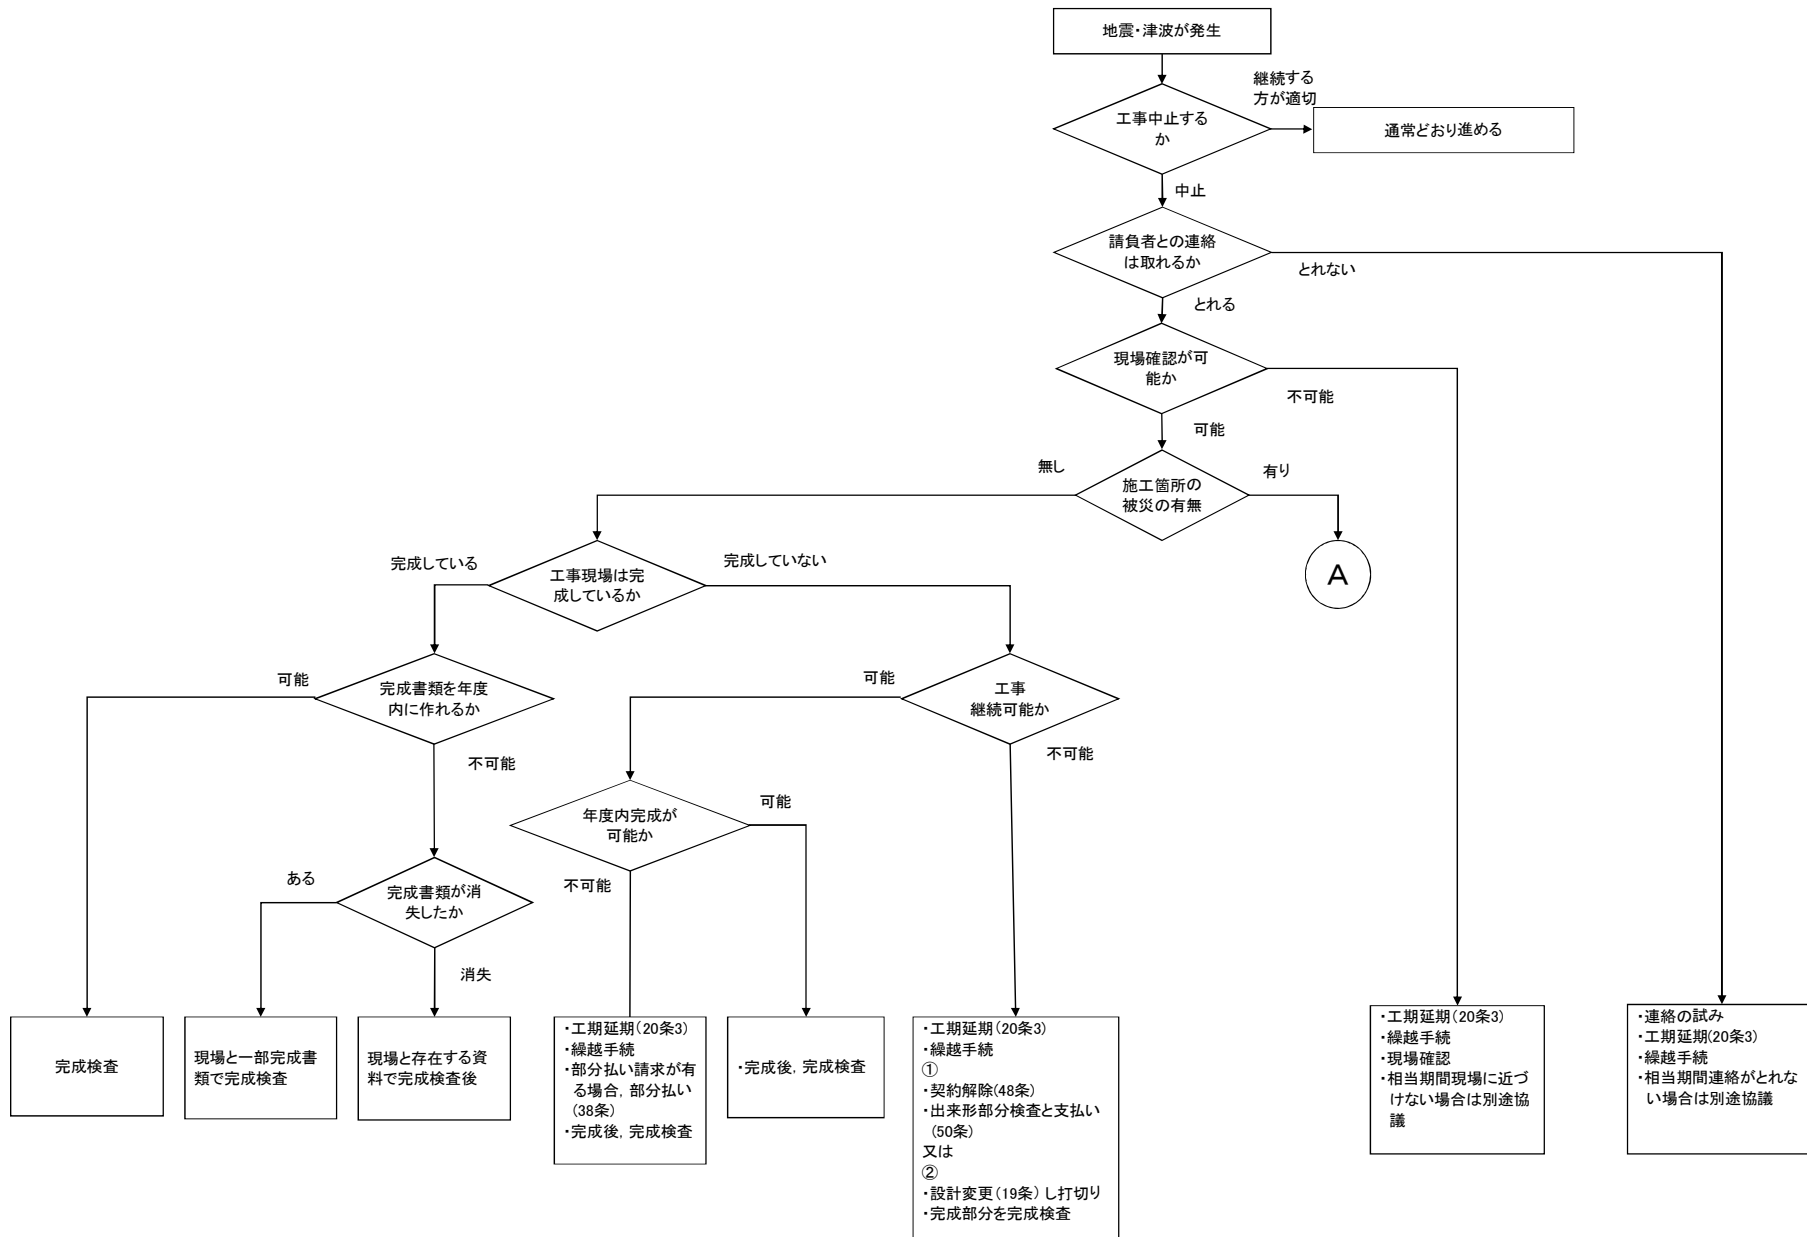 地震・津波が発生
継続する
方が適切
工事中止する
か
通常どおり進める
中止
請負者との連絡
は取れるか
とれない
とれる
現場確認が可
能か
不可能
可能
無し
施工箇所の
被災の有無
有り
A
完成している
工事現場は完
成しているか
完成していない
可能
完成書類を年度
内に作れるか
可能
工事
継続可能か
不可能
不可能
年度内完成が
可能か
可能
不可能
ある
完成書類が消
失したか
消失
完成検査
現場と一部完成書
類で完成検査
現場と存在する資
料で完成検査後
・工期延期(20条3)
・繰越手続
・部分払い請求が有
る場合, 部分払い
(38条)
・完成後, 完成検査
・完成後, 完成検査
・工期延期(20条3)
・繰越手続
①
・契約解除(48条)
・出来形部分検査と支払い
(50条)
又は
②
・設計変更(19条)し打切り
・完成部分を完成検査
・工期延期(20条3)
・繰越手続
・現場確認
・相当期間現場に近づ
けない場合は別途協
議
・連絡の試み
・工期延期(20条3)
・繰越手続
・相当期間連絡がとれな
い場合は別途協議